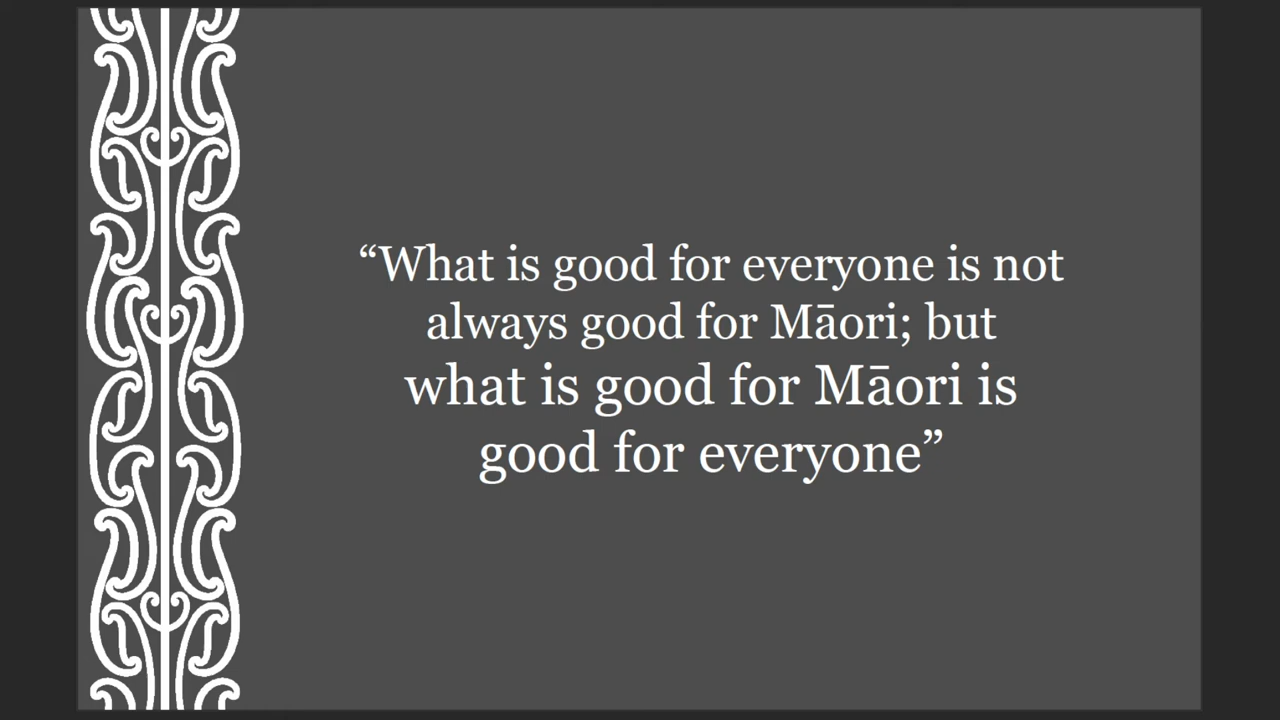 “What is good for everyone is not
always good for Māori; but
what is good for Māori is
good for everyone”